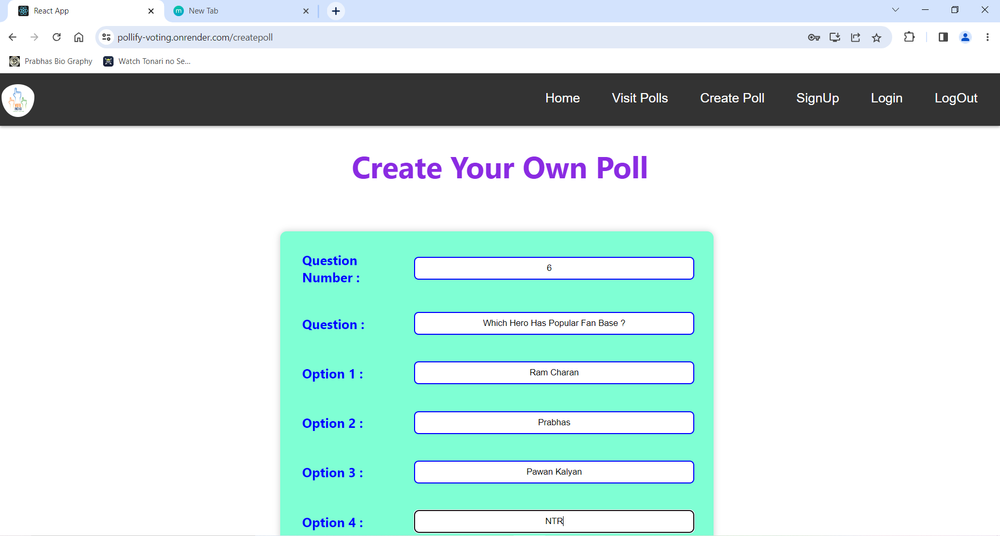 React App
New Tab
pollify-voting.onrender.com/createpoll
Prabhas Bio Graphy
Watch Tonari no Se...
VOTE
INDIA
Home
Visit Polls
Create Poll
SignUp
Login
LogOut
Create Your Own Poll
Question
Number :
6
Question :
Which Hero Has Popular Fan Base ?
Option 1 :
Ram Charan
Option 2 :
Prabhas
Option 3 :
Pawan Kalyan
Option 4 :
NTR